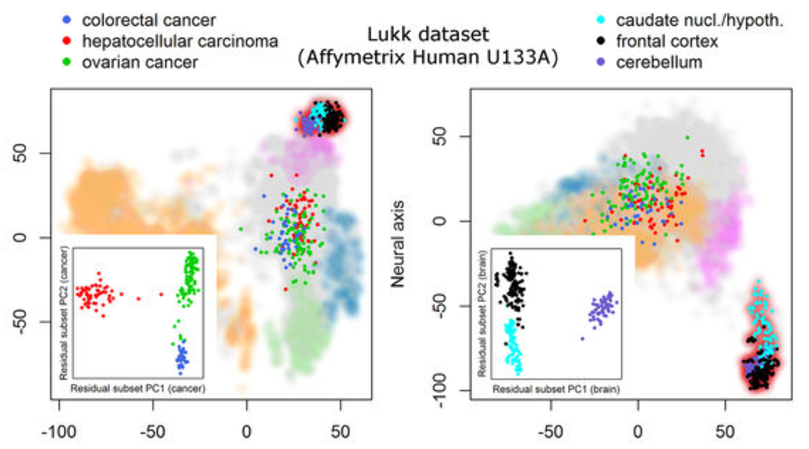 colorectal cancer
hepatocellular carcinoma
ovarian cancer
Lukk dataset
(Affymetrix Human U133A)
caudate nucl./hypoth.
frontal cortex
cerebellum
50
0
-50
-100
-50
0
50
Residual subset PC2 (cancer)
Residual subset PC1 (cancer)
Neural axis
50
0
-50
-100
-50
0
50
Residual subset PC2 (brain)
Residual subset PC1 (brain)